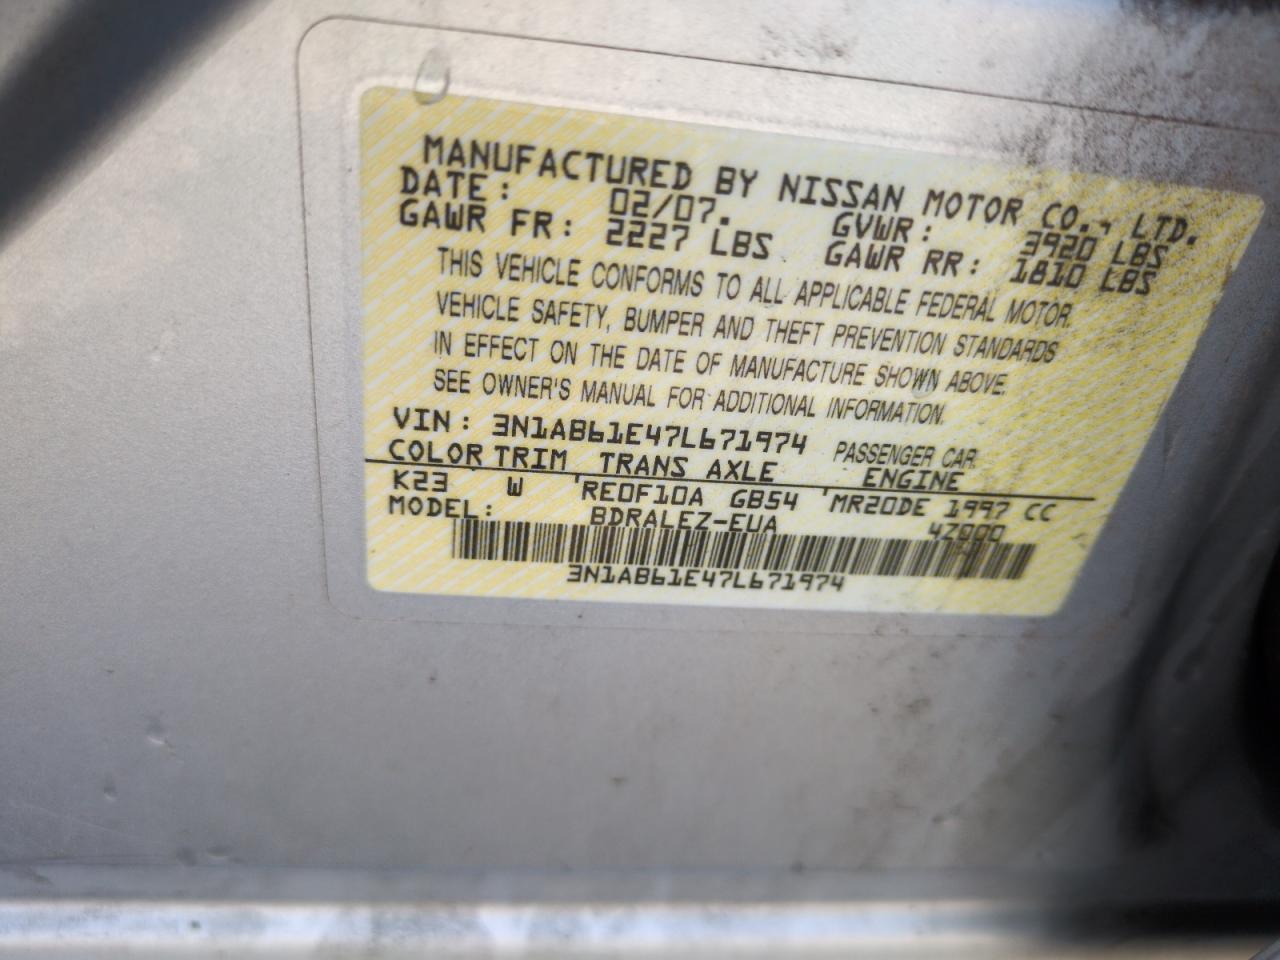 MANUFACTURED BY NISSAN MOTOR CO., LTD.
DATE: 02/07. GVWR: 3920 LBS
GAWR FR: 2227 LBS GAWR RR: 1810 LBS
THIS VEHICLE CONFORMS TO ALL APPLICABLE FEDERAL MOTOR
VEHICLE SAFETY, BUMPER AND THEFT PREVENTION STANDARDS
IN EFFECT ON THE DATE OF MANUFACTURE SHOWN ABOVE.
SEE OWNER'S MANUAL FOR ADDITIONAL INFORMATION.
VIN: 3N1AB61E47L671974 PASSENGER CAR
COLOR TRIM TRANS AXLE ENGINE
K23 W 'RE0F10A GB54 'MR20DE 1997 CC
MODEL: BDRALEZ-EUA 4Z000
3N1AB61E47L671974